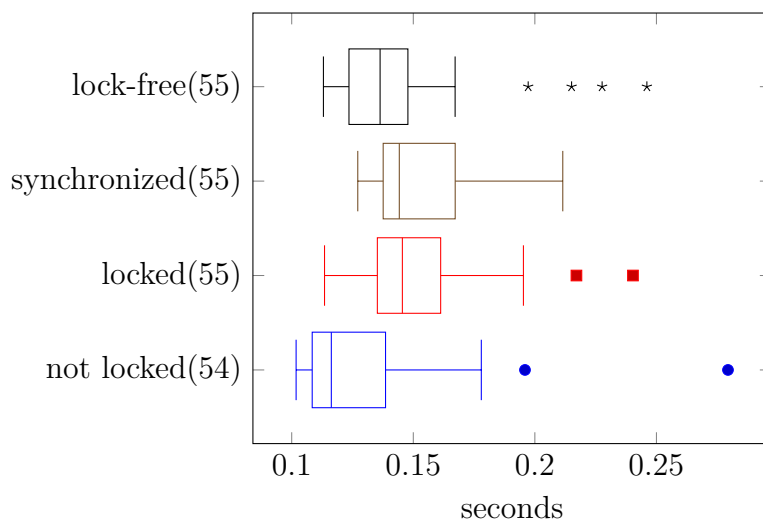 lock-free(55)
synchronized(55)
locked(55)
not locked(54)
0.1 0.15 0.2 0.25
seconds